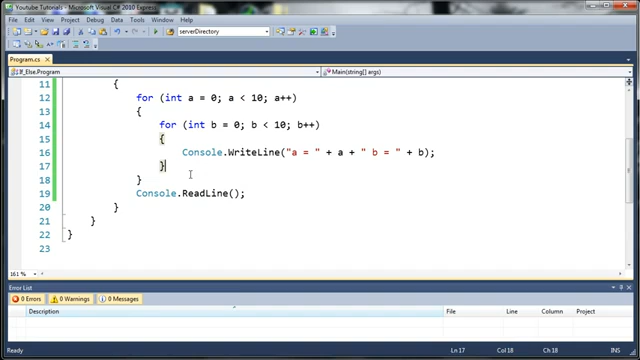 Youtube Tutorials - Microsoft Visual C# 2010 Express
File Edit View Project Debug Data Tools Window Help
serverDirectory
Program.cs
If_Else.Program
Main(string[] args)
11 {
12 for (int a = 0; a < 10; a++)
13 {
14 for (int b = 0; b < 10; b++)
15 {
16 Console.WriteLine("a = " + a + " b = " + b);
17 }
18 }
19 Console.ReadLine();
20 }
21 }
22 }
23
161 %
Error List
0 Errors 0 Warnings 0 Messages
Description File Line Column Project
Ready Ln 17 Col 18 Ch 18 INS